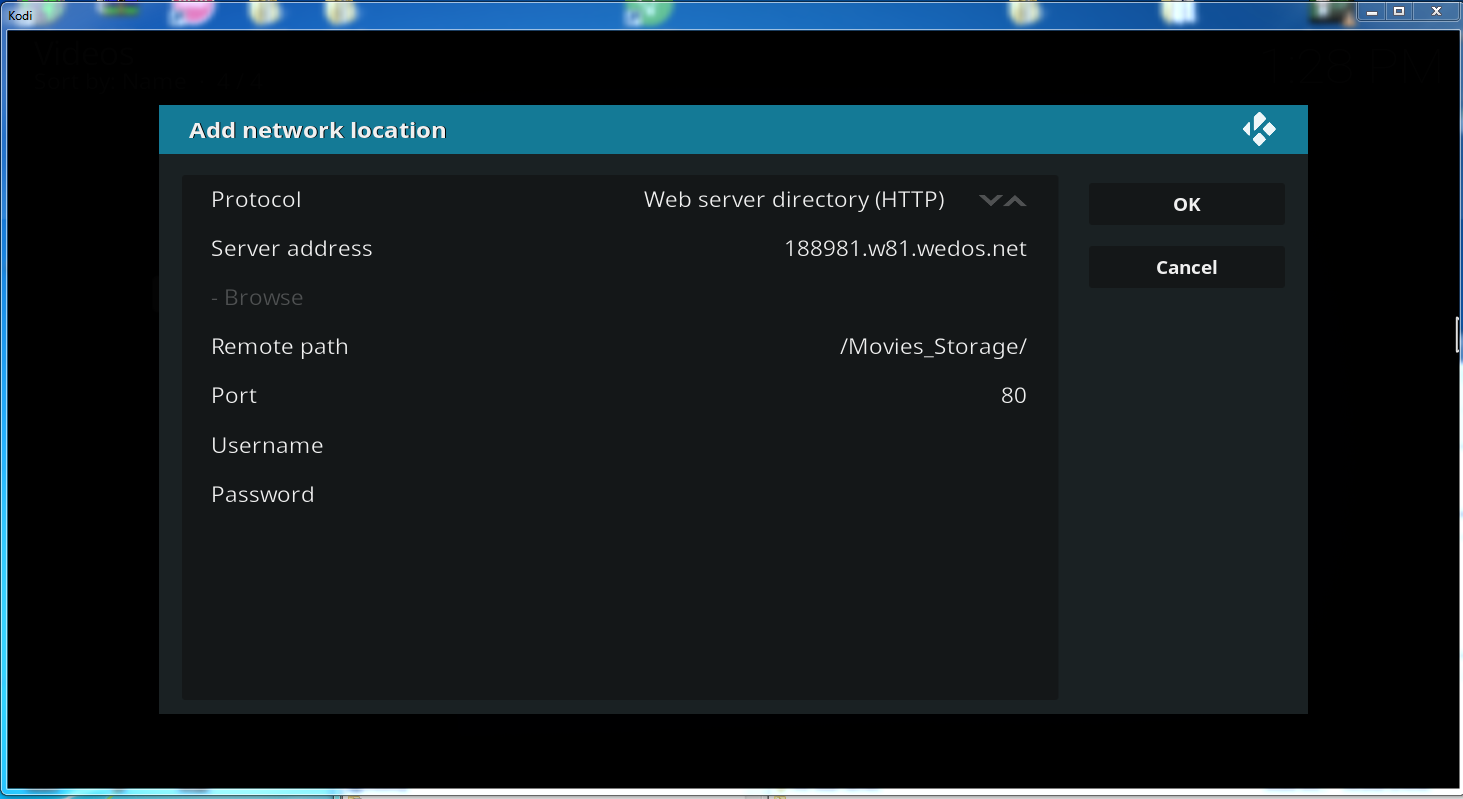 Kodi
Videos
Add network location
Protocol Web server directory (HTTP)
OK
Server address 188981.w81.wedos.net
Cancel
- Browse
Remote path /Movies_Storage/
Port 80
Username
Password